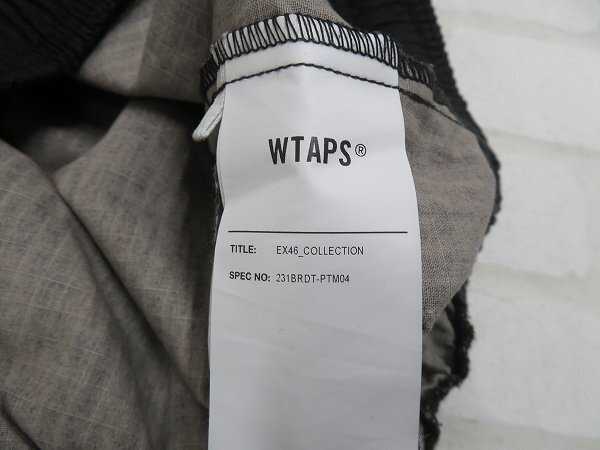 WTAPS®
TITLE: EX46_COLLECTION
SPEC NO: 231BRDT-PTM04